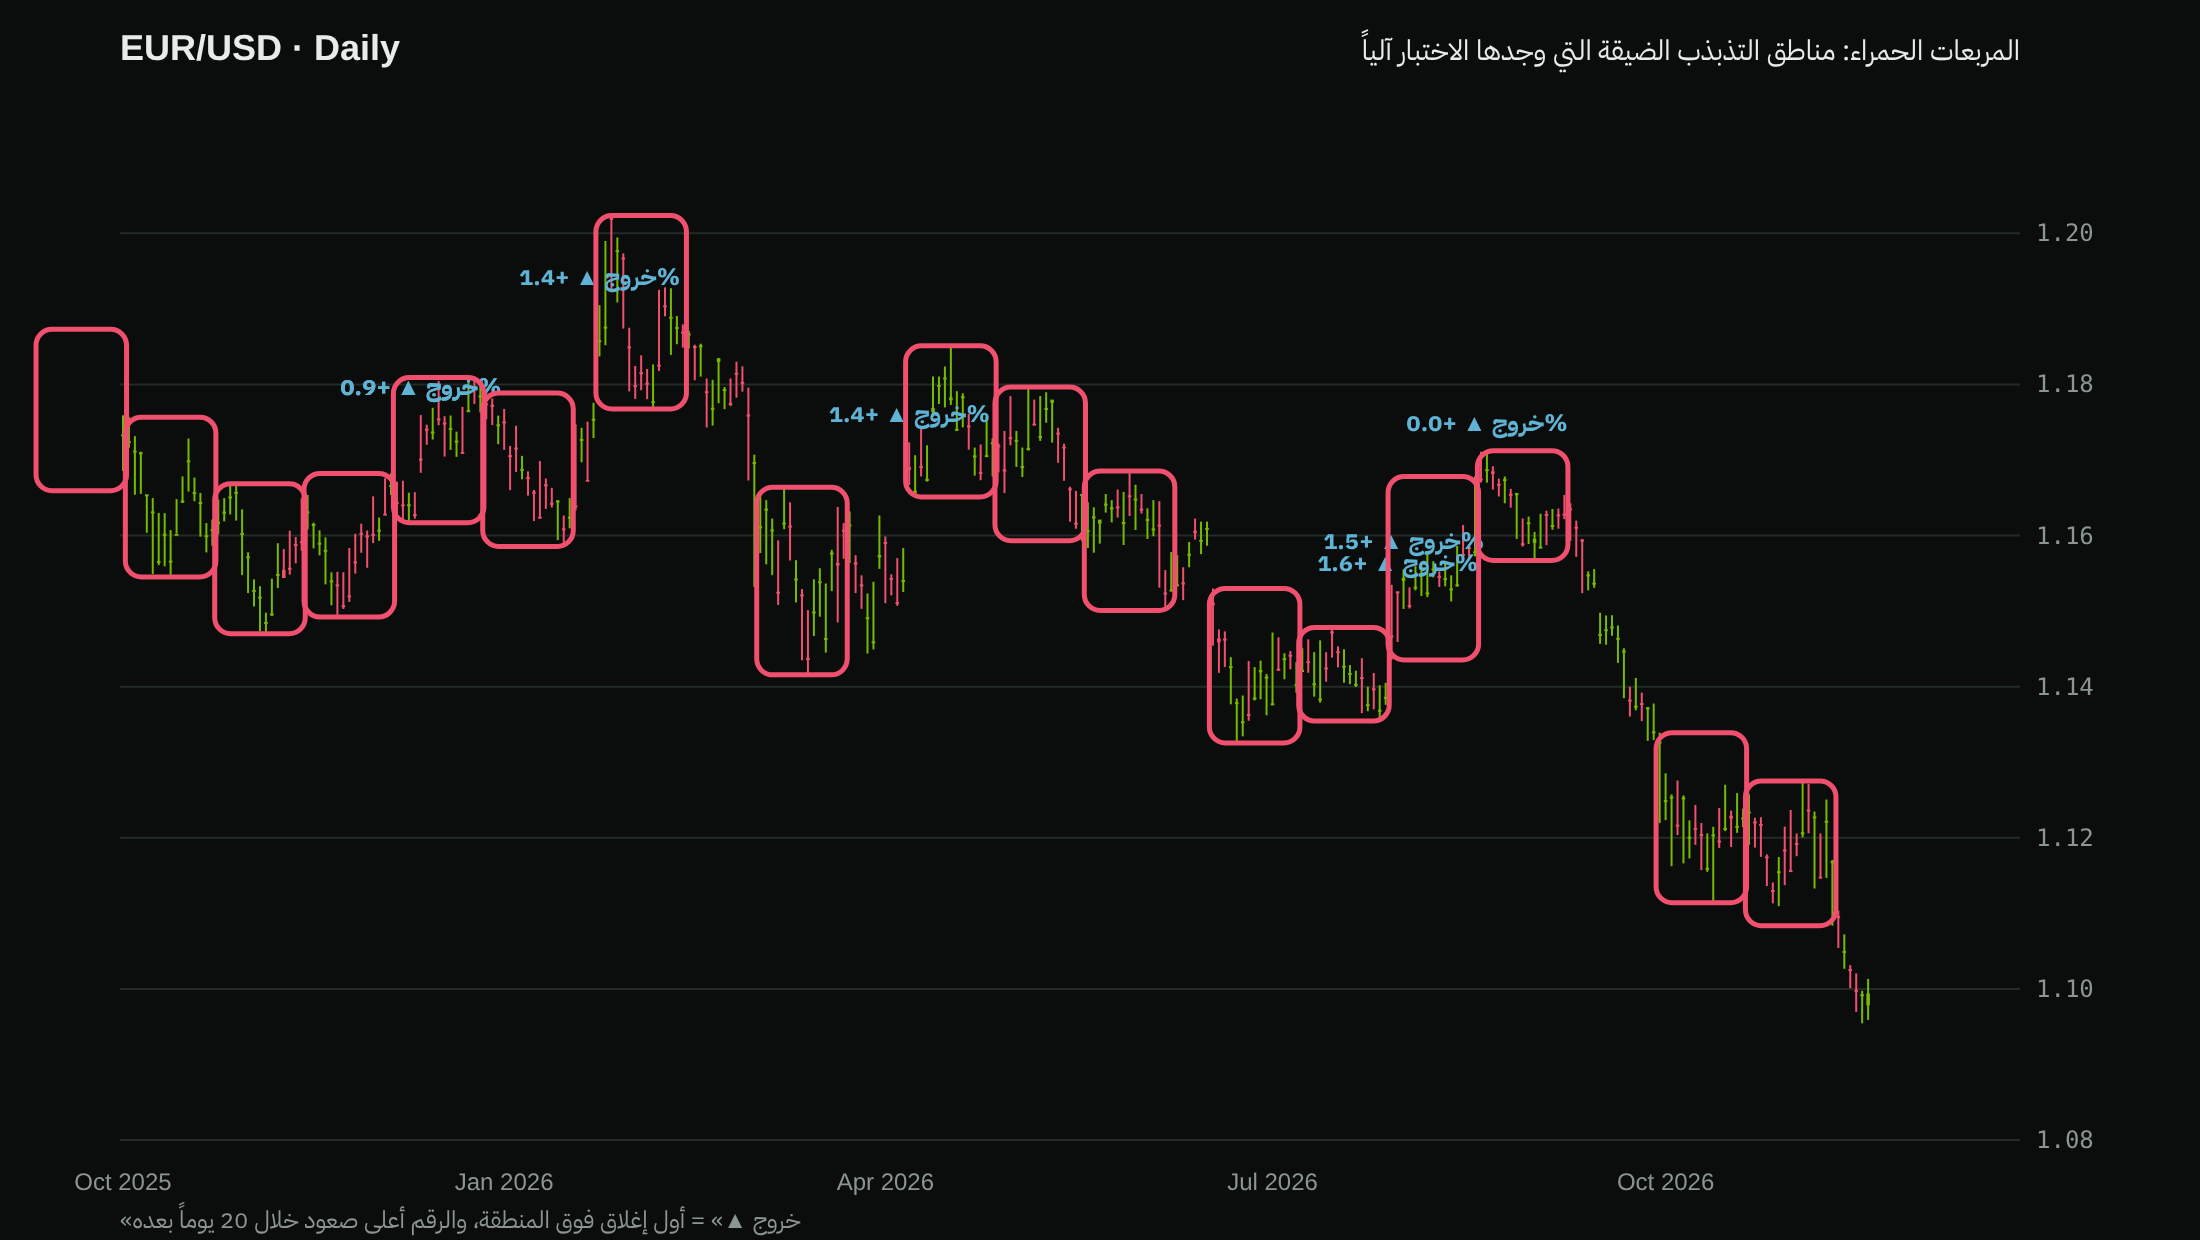 EUR/USD · Daily
المربعات الحمراء: مناطق التذبذب الضيقة التي وجدها الاختبار آلياً
1.20
خروج ▲ +1.4%
1.18
خروج ▲ +0.9%
خروج ▲ +1.4%
خروج ▲ +0.0%
1.16
خروج ▲ +1.5%
خروج ▲ +1.6%
1.14
1.12
1.10
1.08
Oct 2025
Jan 2026
Apr 2026
Jul 2026
Oct 2026
«خروج ▲» = أول إغلاق فوق المنطقة، والرقم أعلى صعود خلال 20 يوماً بعده